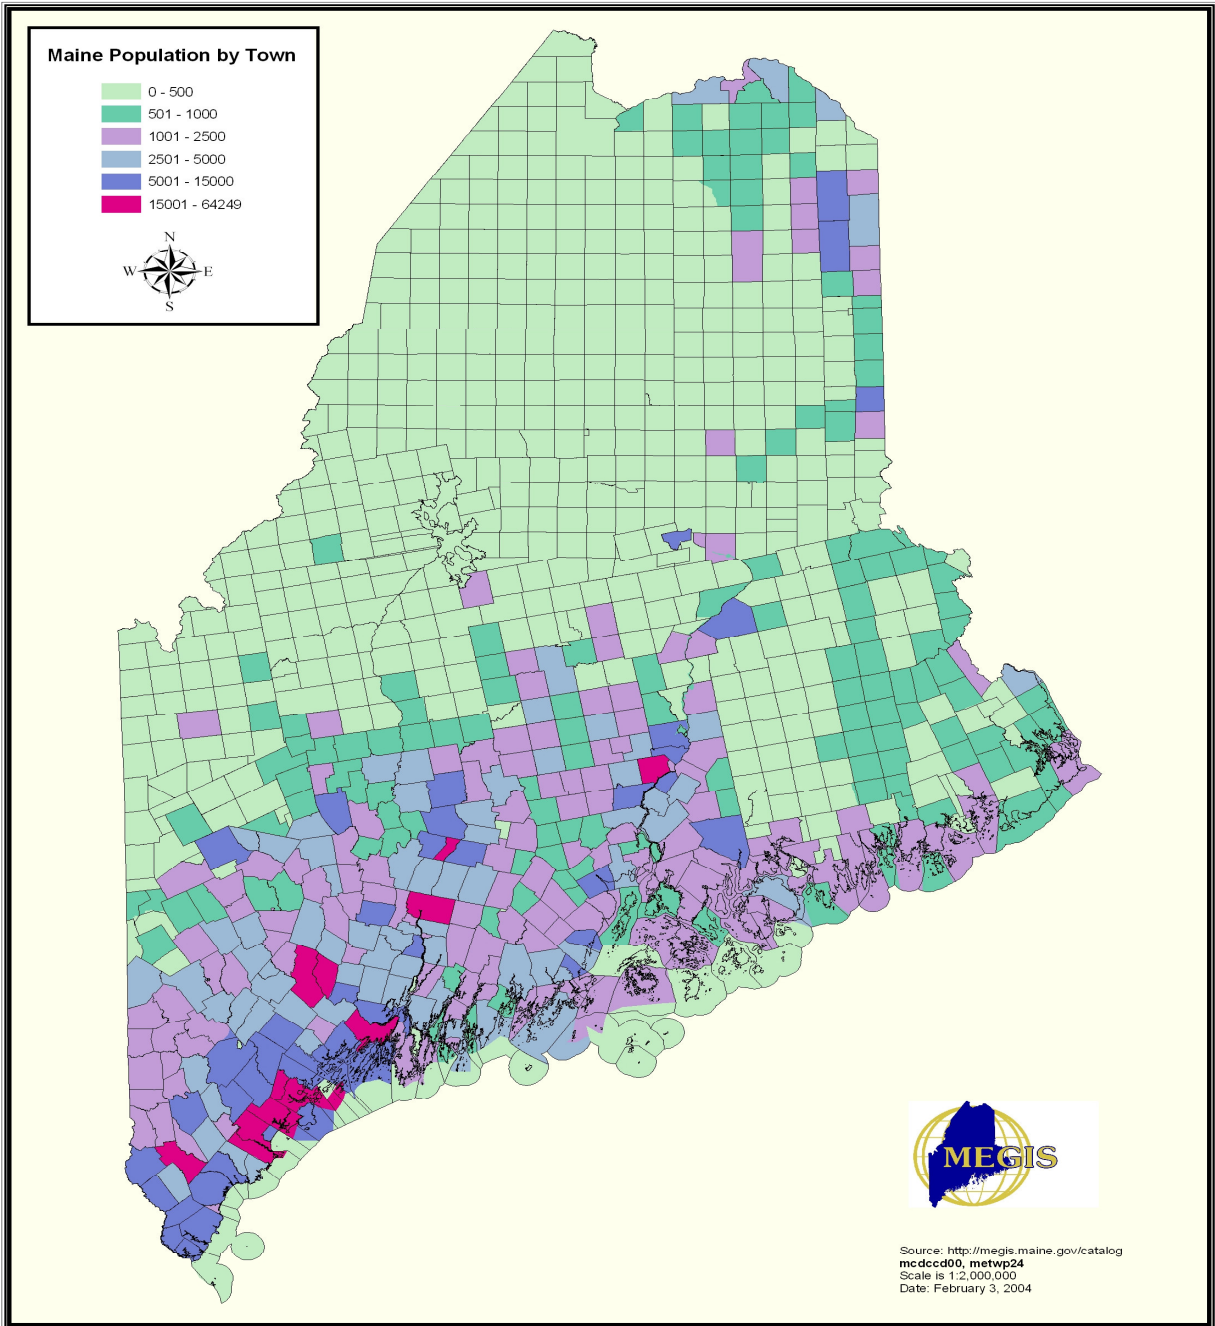 Maine Population by Town
0 - 500
501 - 1000
1001 - 2500
2501 - 5000
5001 - 15000
15001 - 64249
N
W E
S
MEGIS
Source: http://megis.maine.gov/catalog
mcdccd00, metwp24
Scale is 1:2,000,000
Date: February 3, 2004